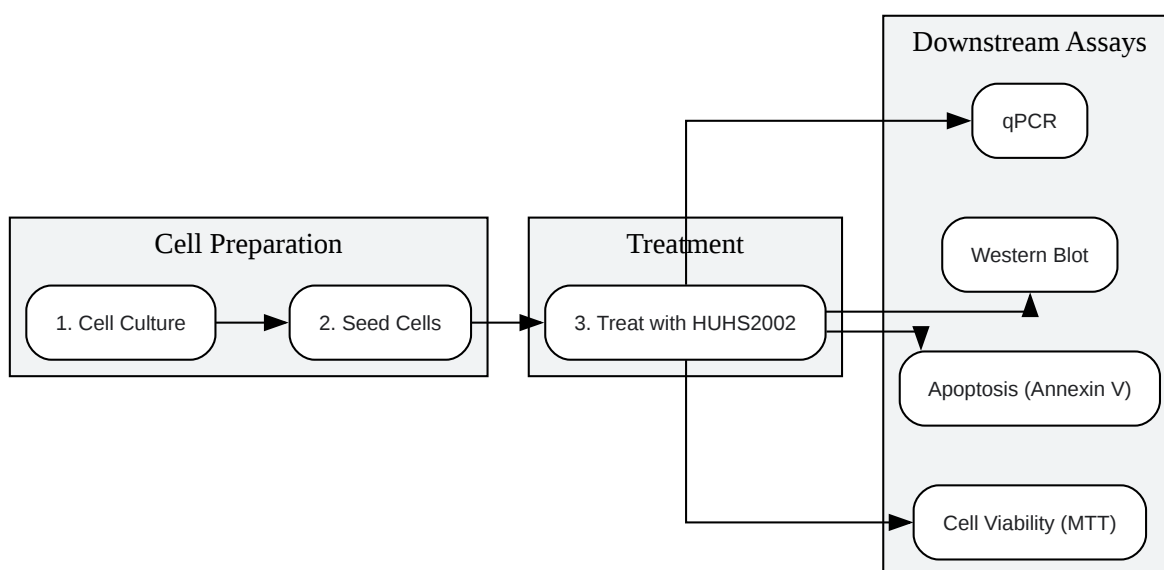 Cell Preparation
1. Cell Culture
2. Seed Cells
Treatment
3. Treat with HUHS2002
Downstream Assays
qPCR
Western Blot
Apoptosis (Annexin V)
Cell Viability (MTT)